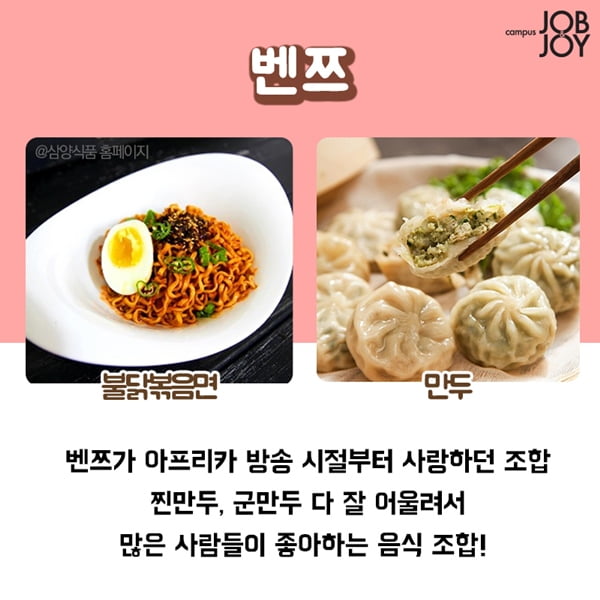 campus JOB
& JOY
벤쯔
@삼양식품 홈페이지
불닭볶음면
만두
벤쯔가 아프리카 방송 시절부터 사랑하던 조합
찐만두, 군만두 다 잘 어울려서
많은 사람들이 좋아하는 음식 조합!